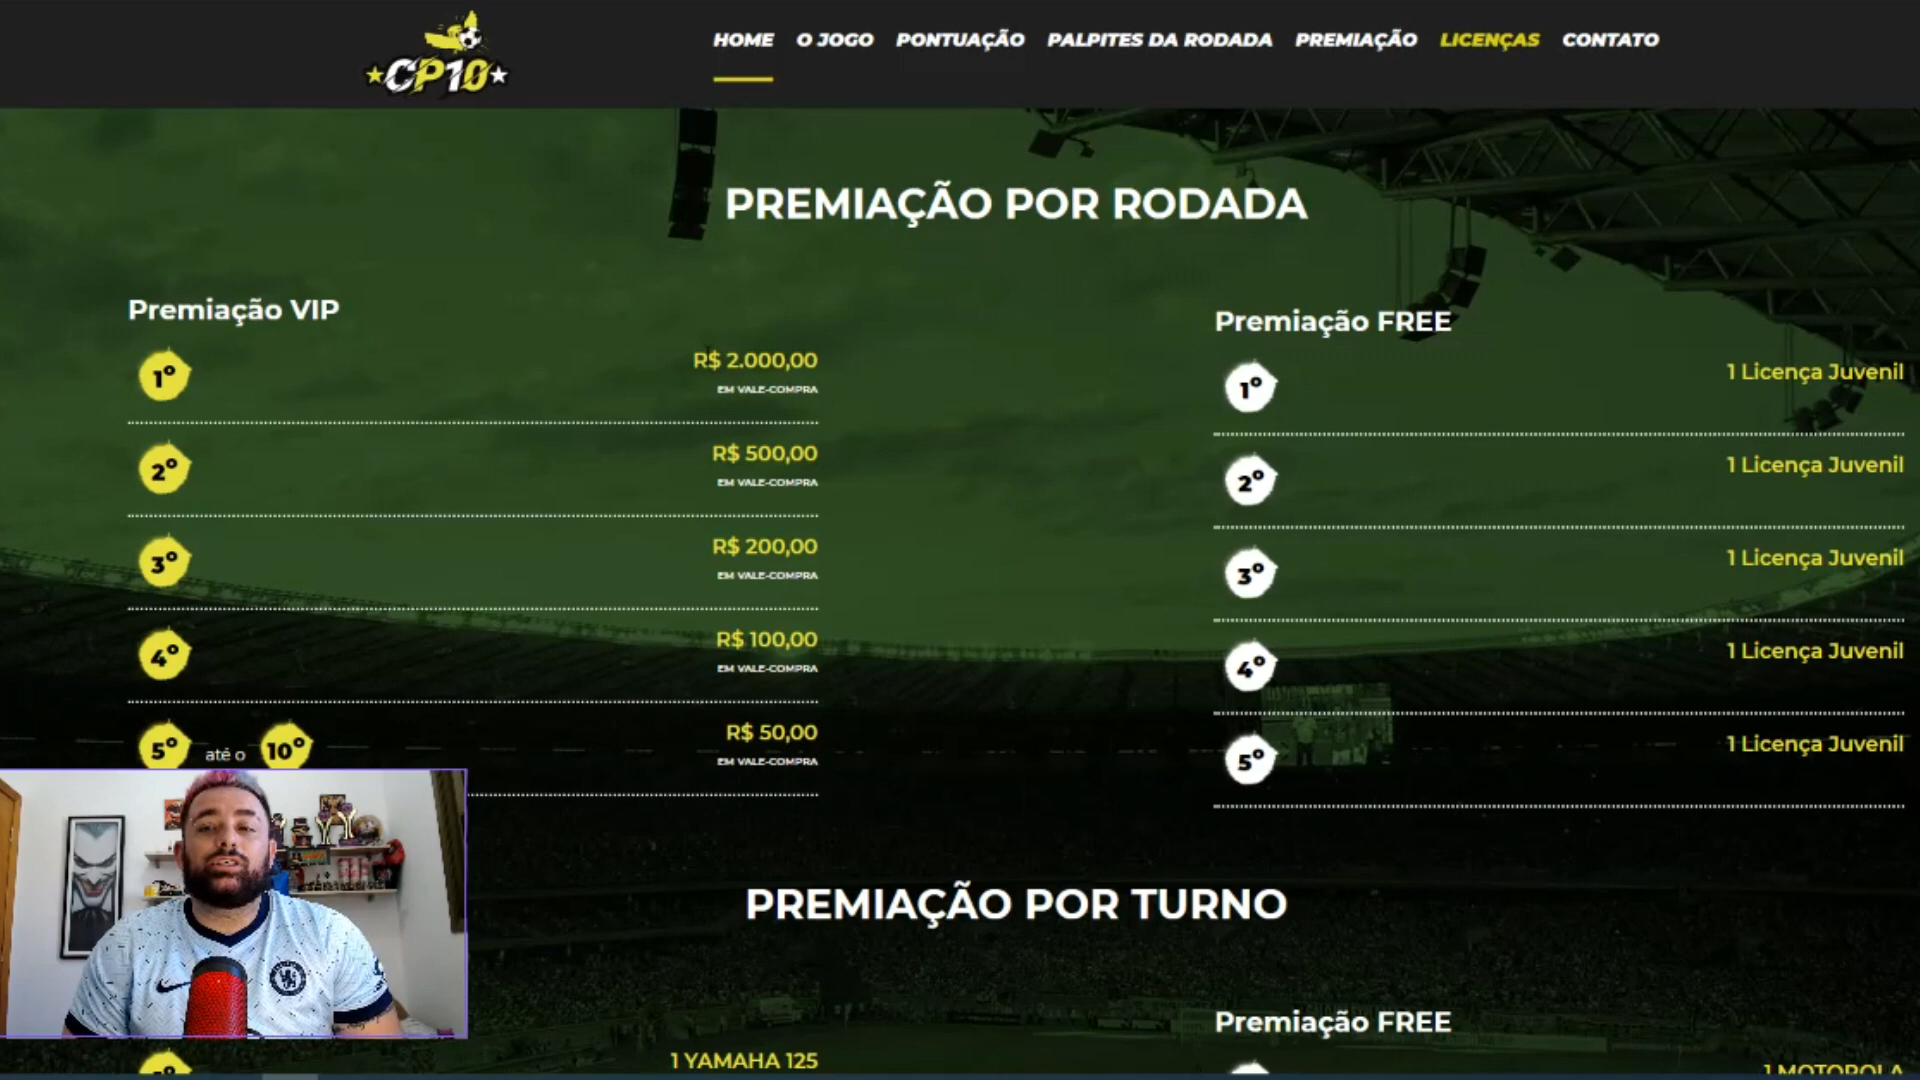 CP10
HOME O JOGO PONTUAÇÃO PALPITES DA RODADA PREMIAÇÃO LICENÇAS CONTATO
PREMIAÇÃO POR RODADA
Premiação VIP
1º R$ 2.000,00
EM VALE-COMPRA
2º R$ 500,00
EM VALE-COMPRA
3º R$ 200,00
EM VALE-COMPRA
4º R$ 100,00
EM VALE-COMPRA
5º até o 10º R$ 50,00
EM VALE-COMPRA
Premiação FREE
1º 1 Licença Juvenil
2º 1 Licença Juvenil
3º 1 Licença Juvenil
4º 1 Licença Juvenil
5º 1 Licença Juvenil
PREMIAÇÃO POR TURNO
1 YAMAHA 125
Premiação FREE
1 MOTOROLA